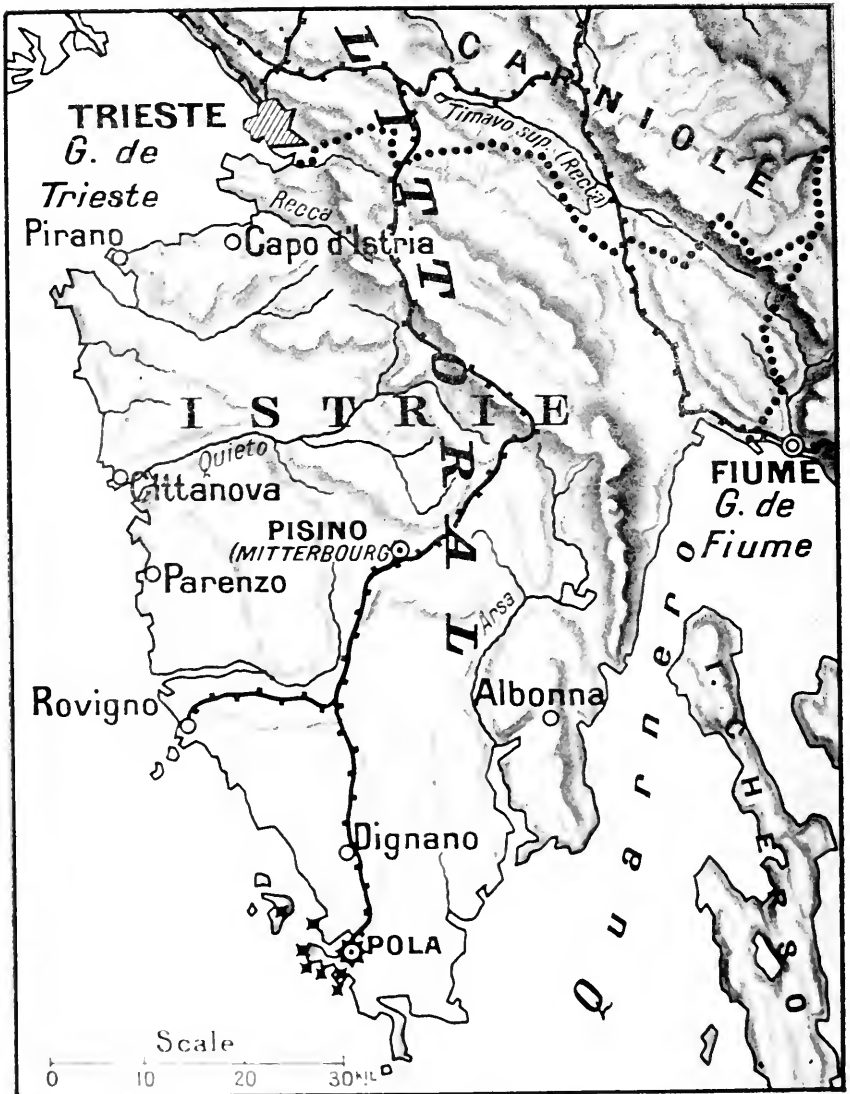 LITTORAL
CARNIOLE
TRIESTE
G. de
Trieste
Timavo sup. (Recca)
Recca
Pirano
Capo d'Istria
ISTRIE
Quieto
Cittanova
FIUME
G. de
Fiume
PISINO
(MITTERBOURG
Parenzo
Arsa
Quarnero
Rovigno
Albonna
I. CHERSO
Dignano
POLA
Scale
0 10 20 30 KIL